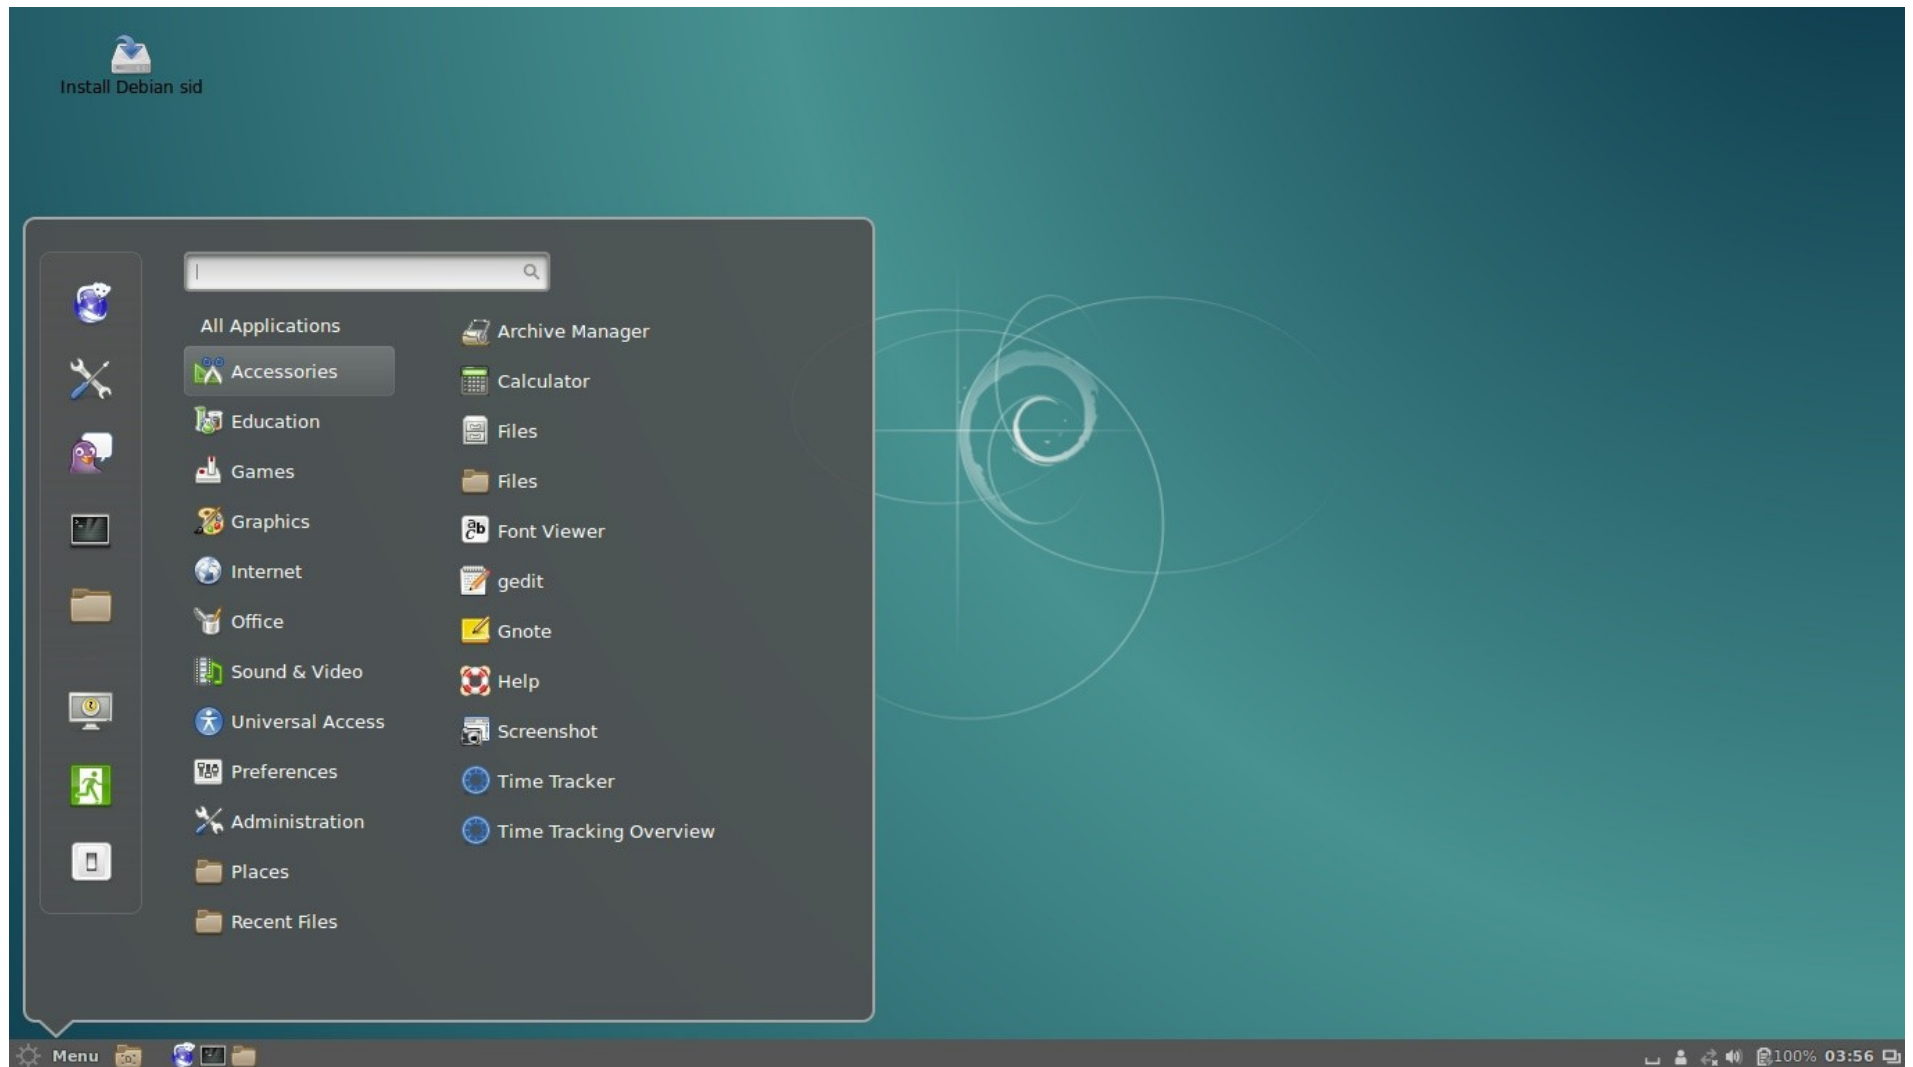 Install Debian sid
All Applications
Accessories
Education
Games
Graphics
Internet
Office
Sound & Video
Universal Access
Preferences
Administration
Places
Recent Files
Archive Manager
Calculator
Files
Files
Font Viewer
gedit
Gnote
Help
Screenshot
Time Tracker
Time Tracking Overview
Menu
100% 03:56